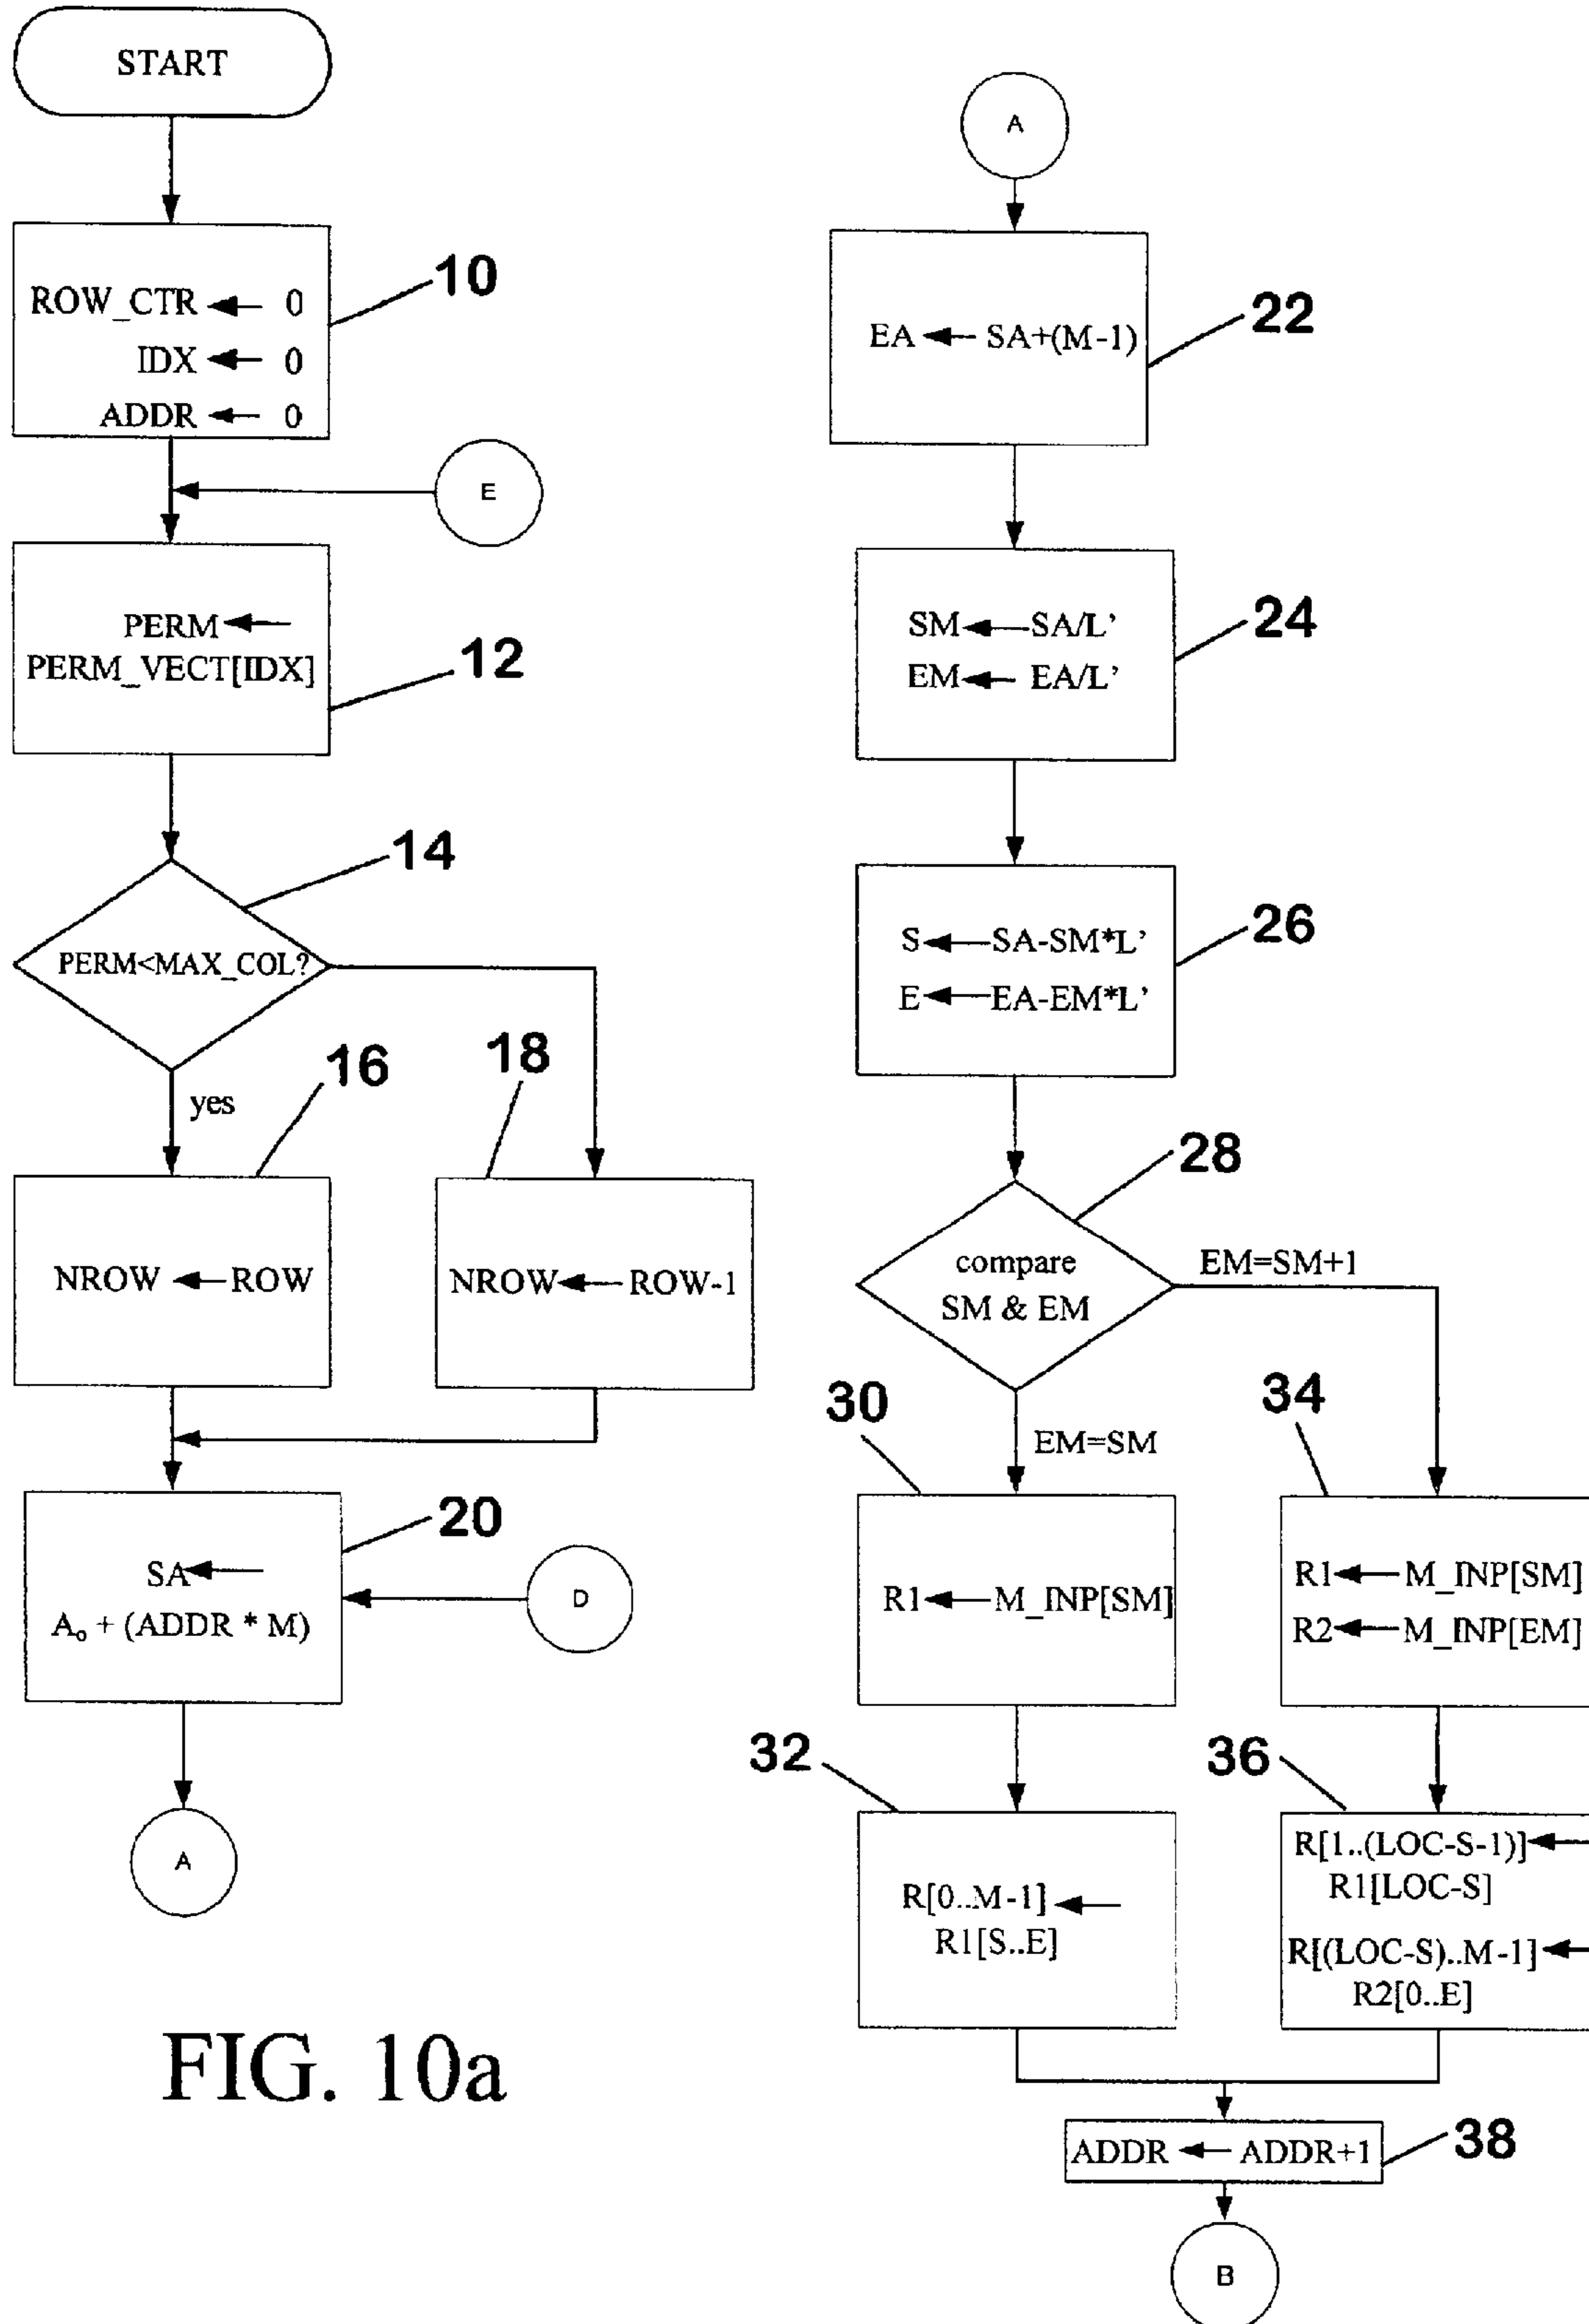 START
ROW_CTR ← 0
IDX ← 0
ADDR ← 0
10
E
PERM ←
PERM_VECT[IDX]
12
14
PERM<MAX_COL?
yes
16
18
NROW ← ROW
NROW ← ROW-1
SA ←
A₀ + (ADDR * M)
20
D
A
FIG. 10a
A
EA ← SA+(M-1)
22
SM ← SA/L’
EM ← EA/L’
24
S ← SA-SM*L’
E ← EA-EM*L’
26
28
compare
SM & EM
EM=SM+1
EM=SM
30
R1 ← M_INP[SM]
34
R1 ← M_INP[SM]
R2 ← M_INP[EM]
32
R[0..M-1] ←
R1[S..E]
36
R[1..(LOC-S-1)] ←
R1[LOC-S]
R[(LOC-S)..M-1] ←
R2[0..E]
ADDR ← ADDR+1
38
B